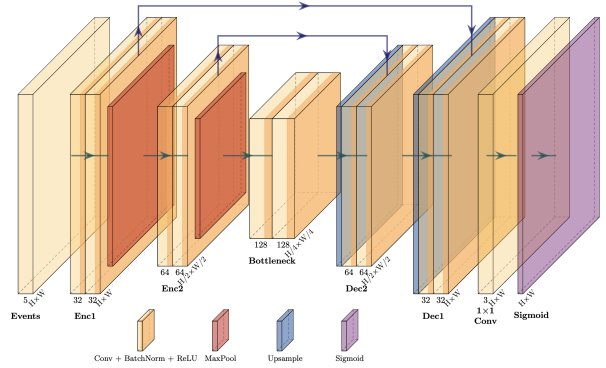 128 128 H/4×W/4
Bottleneck
64 64 H/2×W/2
Enc2
64 64 H/2×W/2
Dec2
5 H×W
Events
32 32 H×W
Enc1
32 32 H×W
Dec1
3 H×W
1×1
Conv
H×W
Sigmoid
Conv + BatchNorm + ReLU
MaxPool
Upsample
Sigmoid